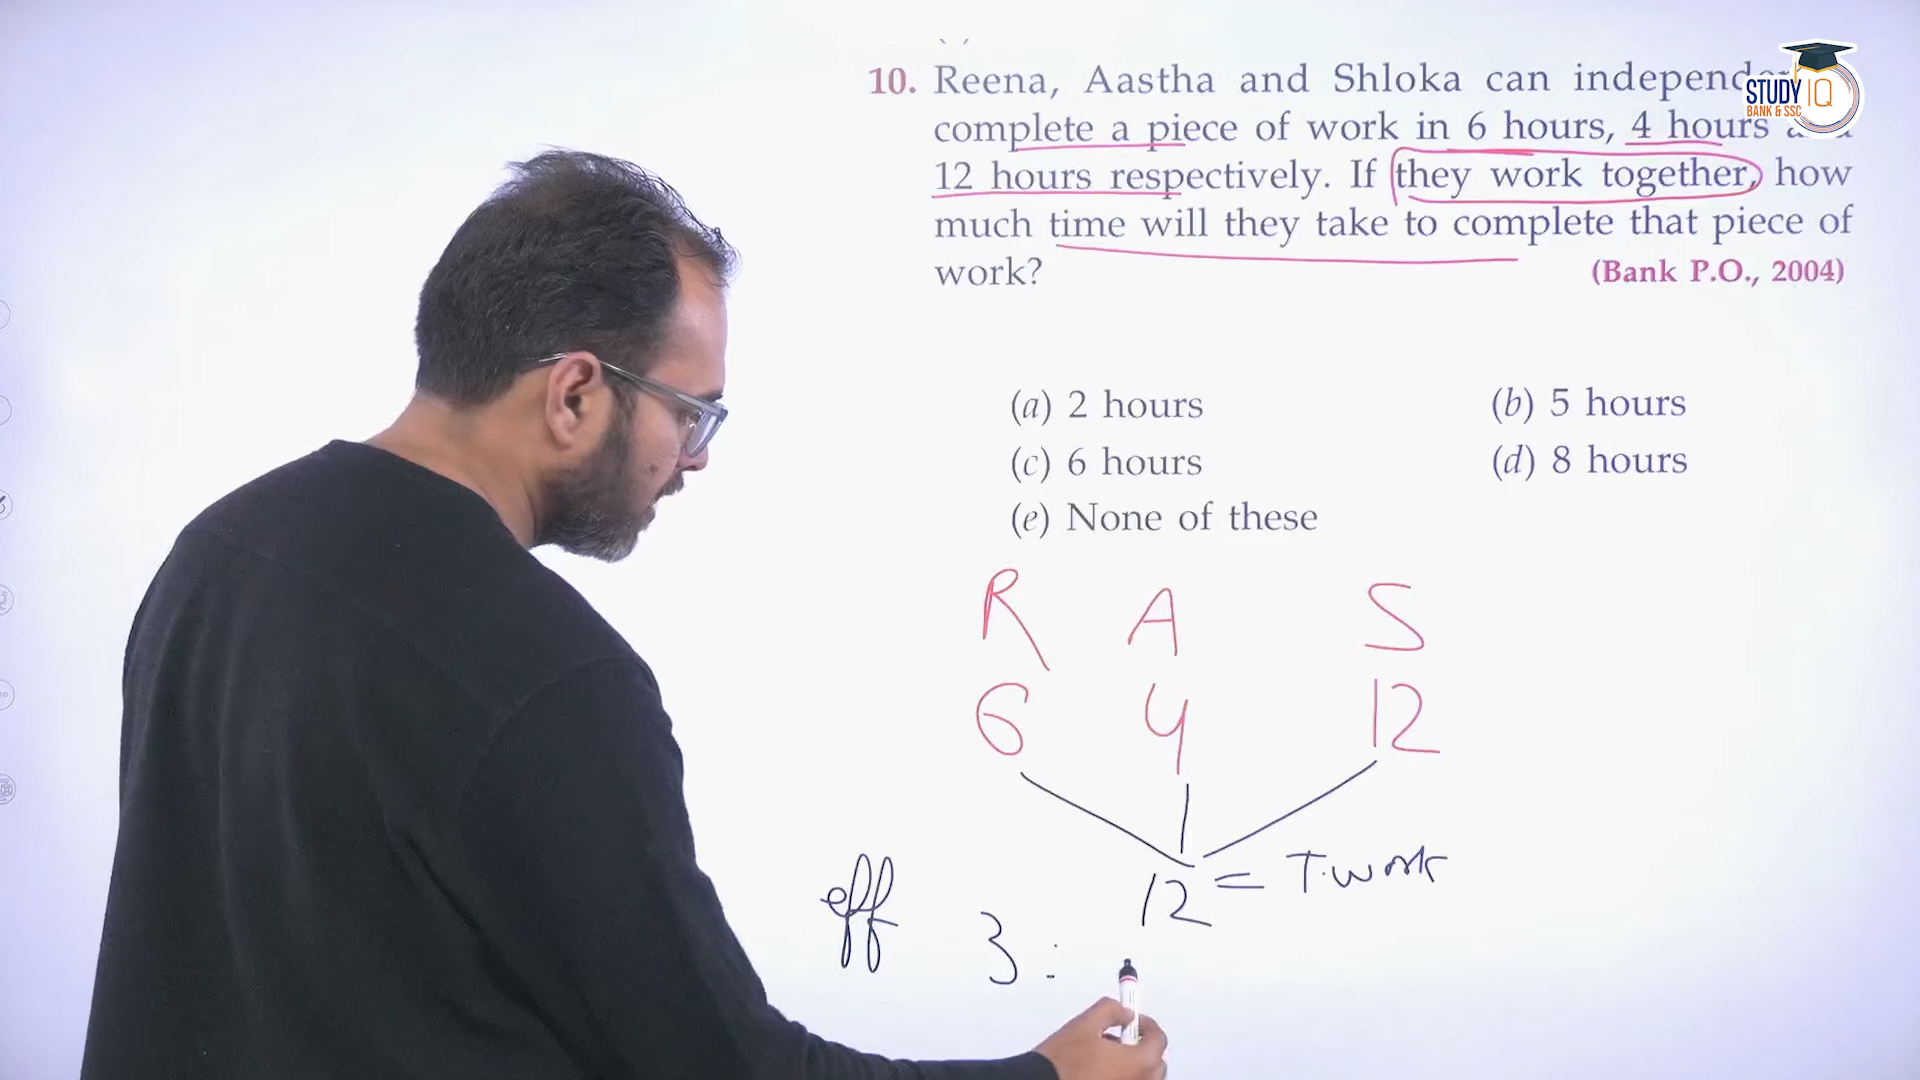 STUDY IQ
BANK & SSC
10. Reena, Aastha and Shloka can
complete a piece of work in 6 hours, 4 hours
12 hours respectively. If they work together, how
much time will they take to complete that piece of
work? (Bank P.O., 2004)
(a) 2 hours (b) 5 hours
(c) 6 hours (d) 8 hours
(e) None of these
R A S
6 4 12
12 = T.work
eff 3 :